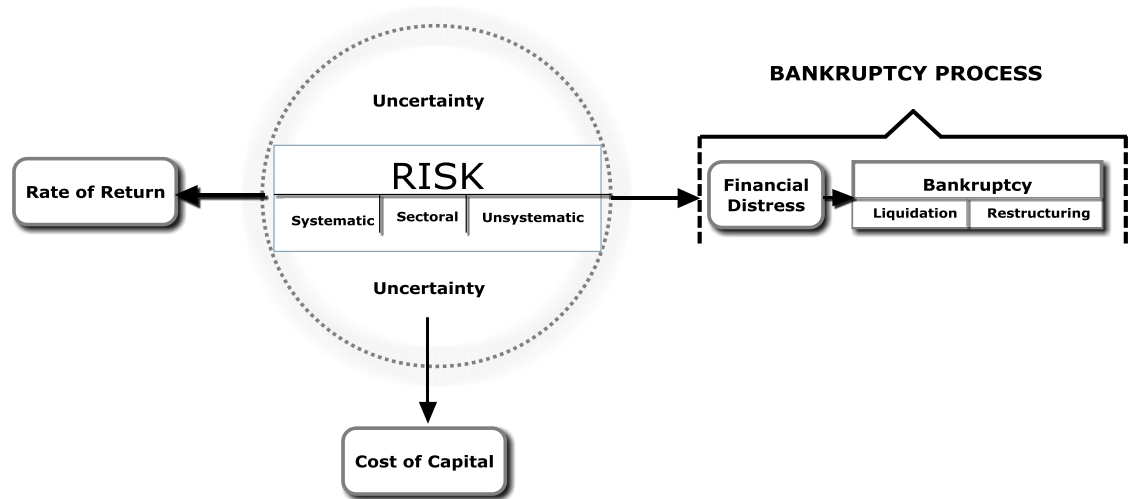 BANKRUPTCY PROCESS
Uncertainty
Rate of Return
RISK
Systematic
Sectoral
Unsystematic
Financial
Distress
Bankruptcy
Liquidation
Restructuring
Uncertainty
Cost of Capital